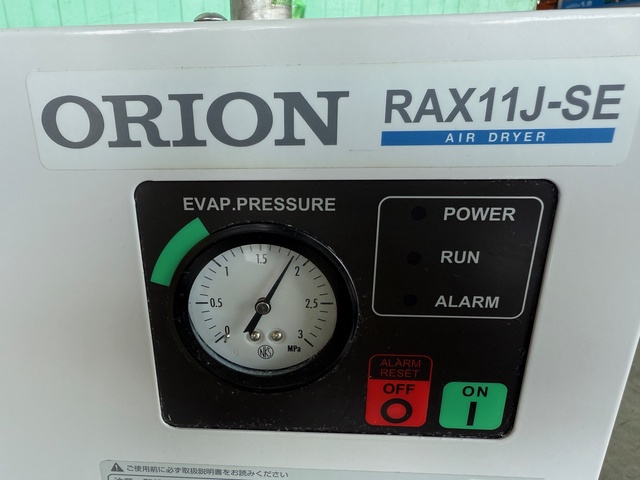 ORION
RAX11J-SE
AIR DRYER
EVAP.PRESSURE
0
0.5
1
1.5
2
2.5
3
MPa
NKS
POWER
RUN
ALARM
ALARM
RESET
OFF
O
ON
I
ご使用前に必ず取扱説明書をお読みください